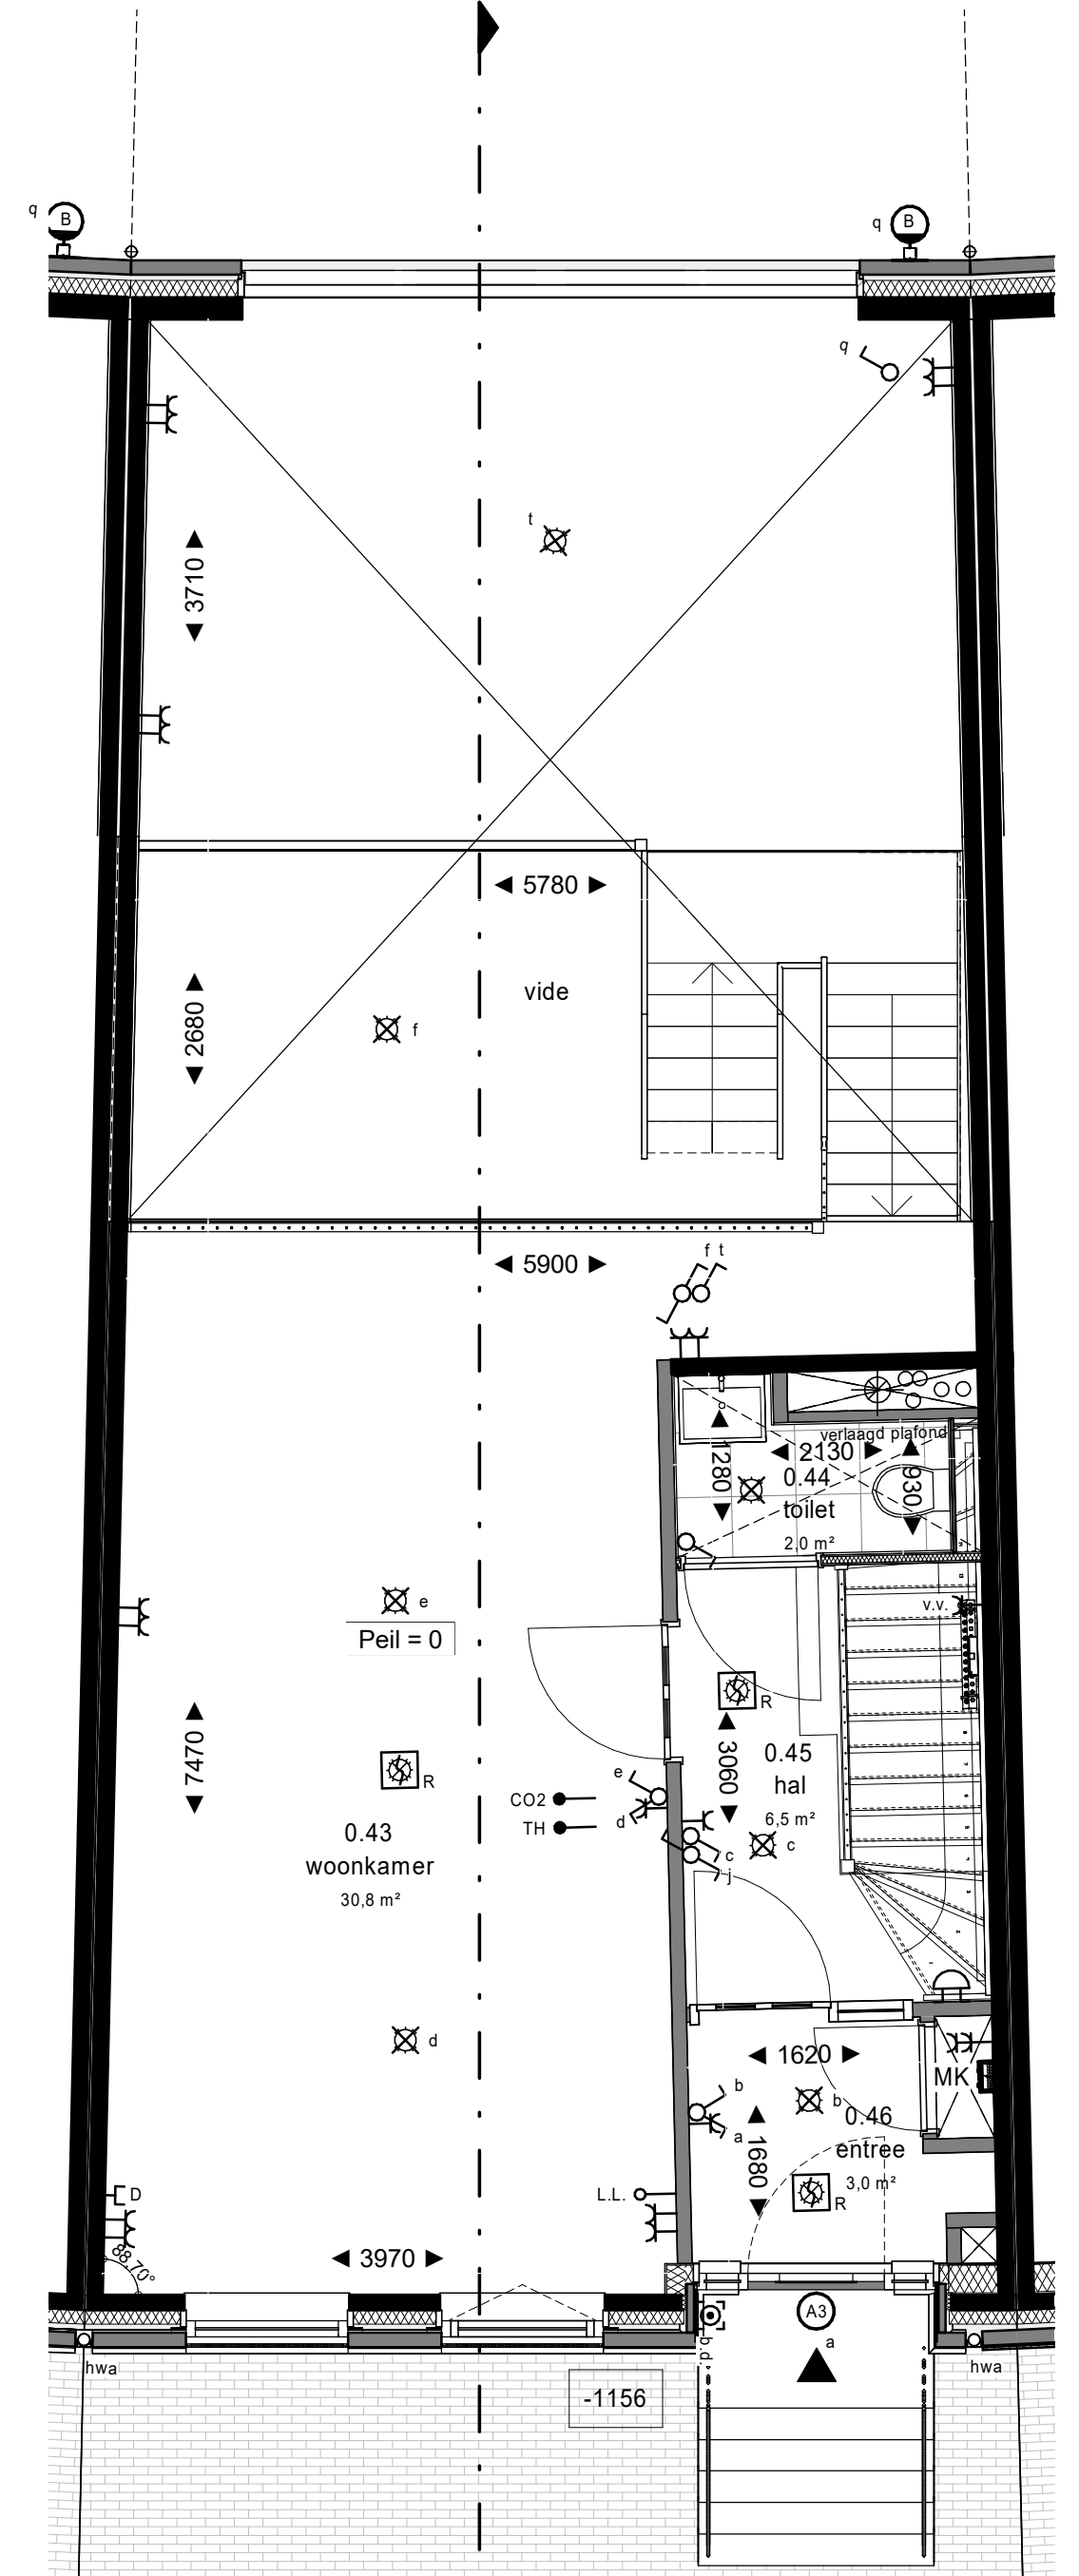 q
B
q
B
q
t
3710
5780
vide
2680
f
5900
f t
verlaagd plafond
2130
1280
0.44
930
toilet
2,0 m²
e
v.v.
Peil = 0
R
3060
0.45
hal
6,5 m²
7470
R
e
CO2
d
TH
0.43
c
c
woonkamer
j
30,8 m²
d
1620
MK
b
b
0.46
a
entree
1680
3,0 m²
R
D
L.L.
88,70°
3970
A3
a
b.d.
hwa
hwa
-1156